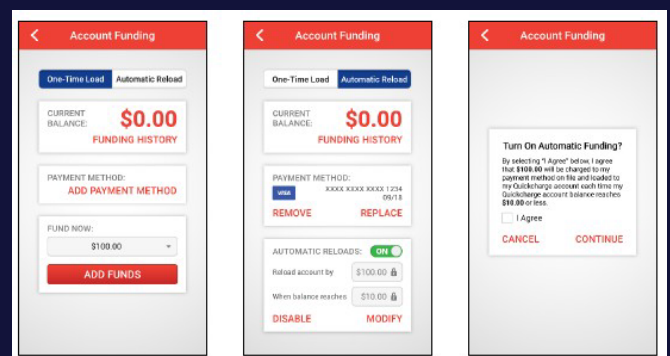 Account Funding
One-Time Load Automatic Reload
CURRENT
BALANCE:
$0.00
FUNDING HISTORY
PAYMENT METHOD:
ADD PAYMENT METHOD
FUND NOW:
$100.00
ADD FUNDS
Account Funding
One-Time Load Automatic Reload
CURRENT
BALANCE:
$0.00
FUNDING HISTORY
PAYMENT METHOD:
VISA XXXX XXXX XXXX 1234
09/18
REMOVE REPLACE
AUTOMATIC RELOADS: ON
Reload account by $100.00
When balance reaches $10.00
DISABLE MODIFY
Account Funding
Turn On Automatic Funding?
By selecting "I Agree" below, I agree
that $100.00 will be charged to my
payment method on file and loaded to
my Quickcharge account each time my
Quickcharge account balance reaches
$10.00 or less.
I Agree
CANCEL CONTINUE